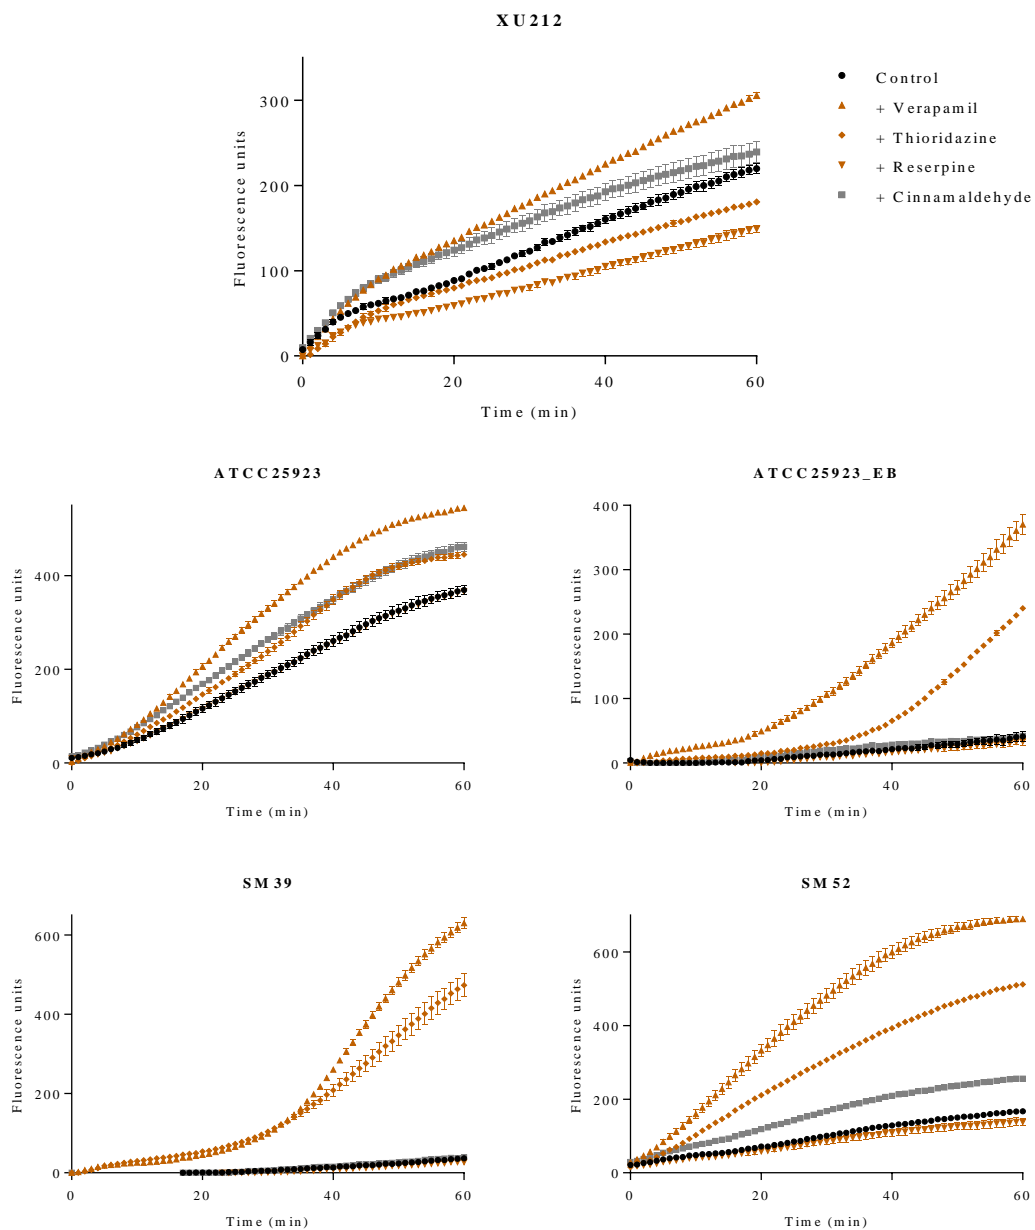 XU212
Control
+ Verapamil
+ Thioridazine
+ Reserpine
+ Cinnamaldehyde
Fluorescence units
300
200
100
0
0 20 40 60
Time (min)
ATCC25923
Fluorescence units
400
200
0
0 20 40 60
Time (min)
ATCC25923_EB
Fluorescence units
400
300
200
100
0
0 20 40 60
Time (min)
SM39
Fluorescence units
600
400
200
0
0 20 40 60
Time (min)
SM52
Fluorescence units
600
400
200
0
0 20 40 60
Time (min)